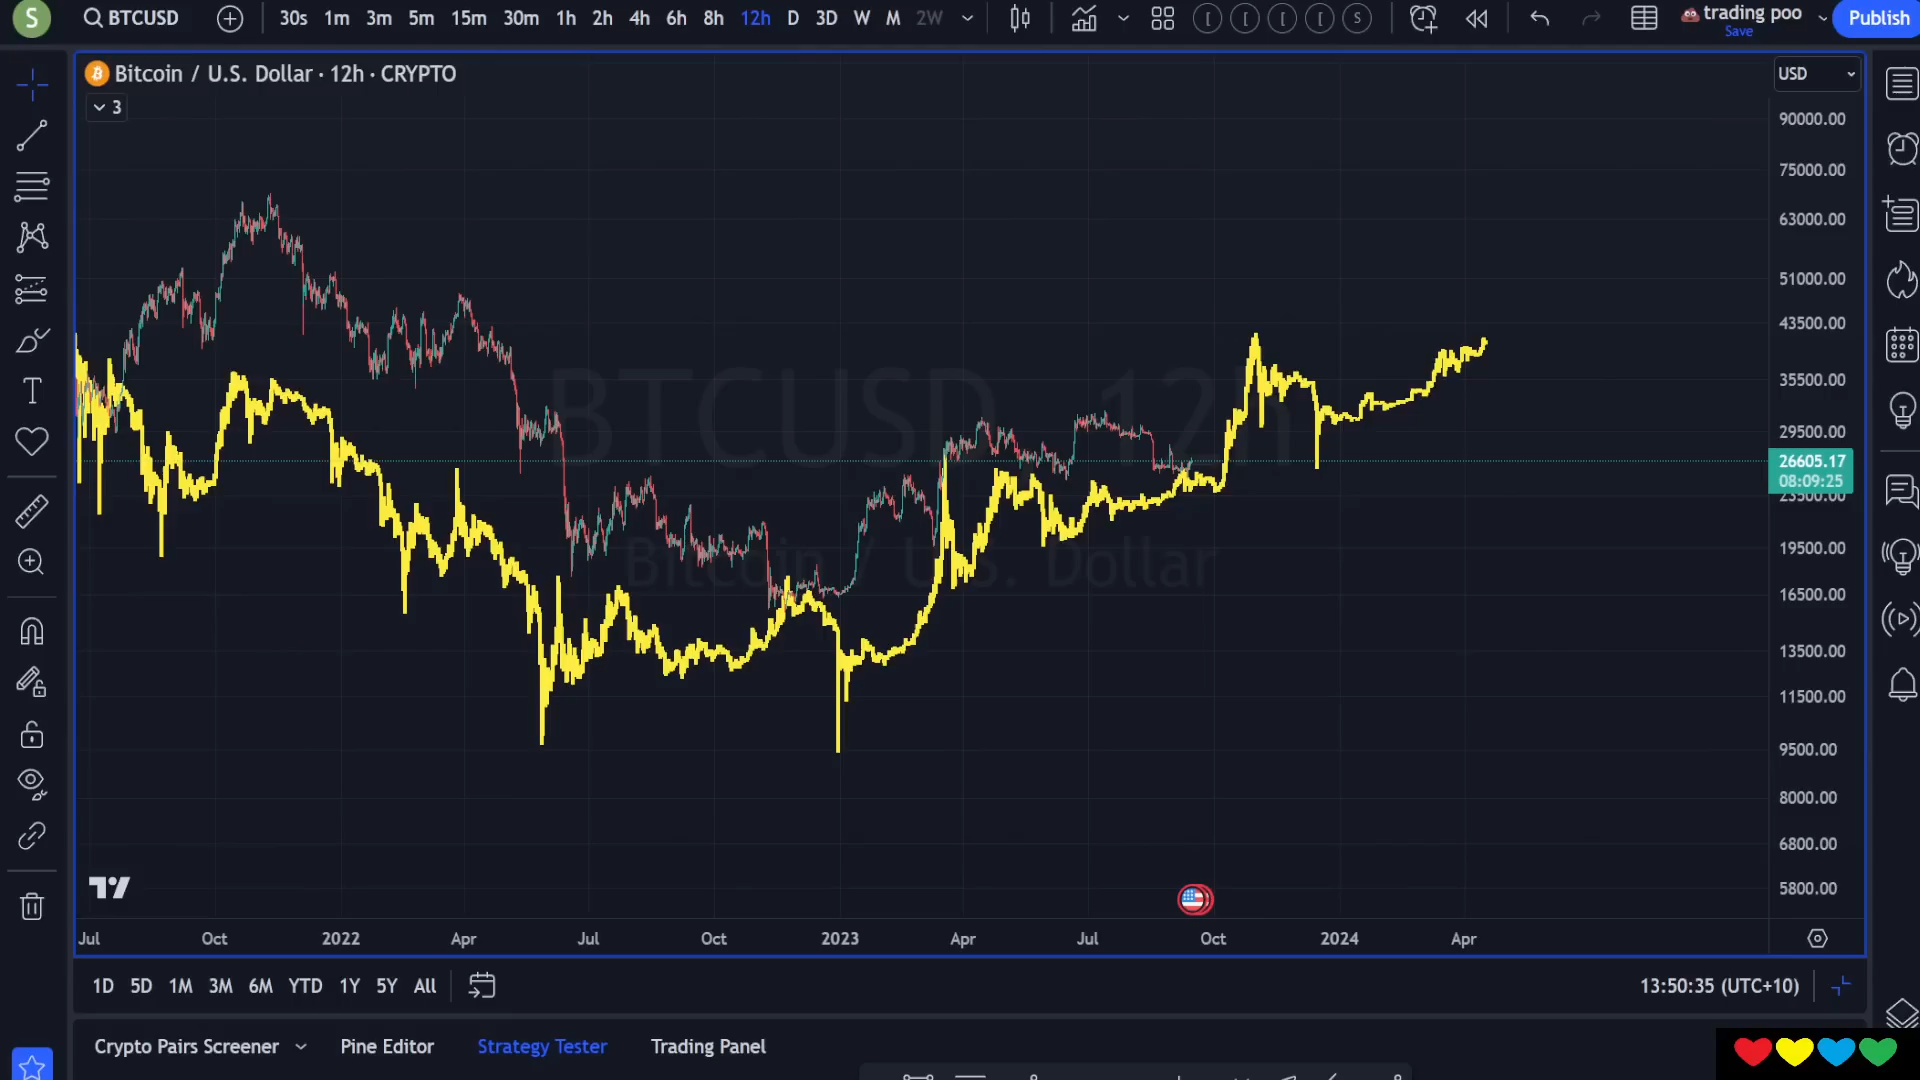 S BTCUSD 30s 1m 3m 5m 15m 30m 1h 2h 4h 6h 8h 12h D 3D W M 2W [ [ [ [ S trading poo Publish
Save
Bitcoin / U.S. Dollar · 12h · CRYPTO USD
3
90000.00
75000.00
63000.00
51000.00
43500.00
35500.00
BTCUSD, 12h
29500.00
26605.17
08:09:25
23500.00
19500.00
Bitcoin / U.S. Dollar
16500.00
13500.00
11500.00
9500.00
8000.00
6800.00
5800.00
Jul Oct 2022 Apr Jul Oct 2023 Apr Jul Oct 2024 Apr
1D 5D 1M 3M 6M YTD 1Y 5Y All 13:50:35 (UTC+10)
Crypto Pairs Screener Pine Editor Strategy Tester Trading Panel